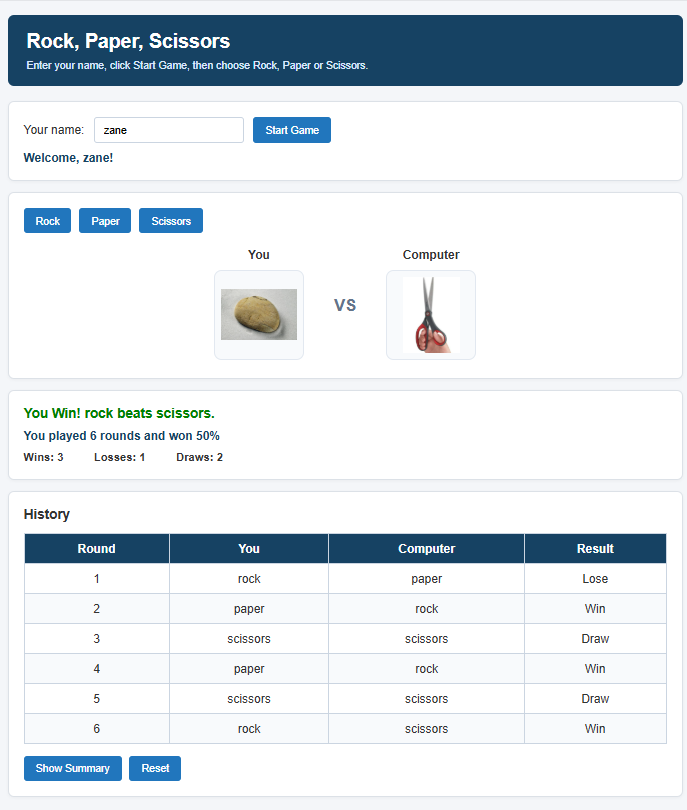 Rock, Paper, Scissors
Enter your name, click Start Game, then choose Rock, Paper or Scissors.
Your name: zane Start Game
Welcome, zane!
Rock Paper Scissors
You Computer
VS
You Win! rock beats scissors.
You played 6 rounds and won 50%
Wins: 3 Losses: 1 Draws: 2
History
Round You Computer Result
1 rock paper Lose
2 paper rock Win
3 scissors scissors Draw
4 paper rock Win
5 scissors scissors Draw
6 rock scissors Win
Show Summary Reset